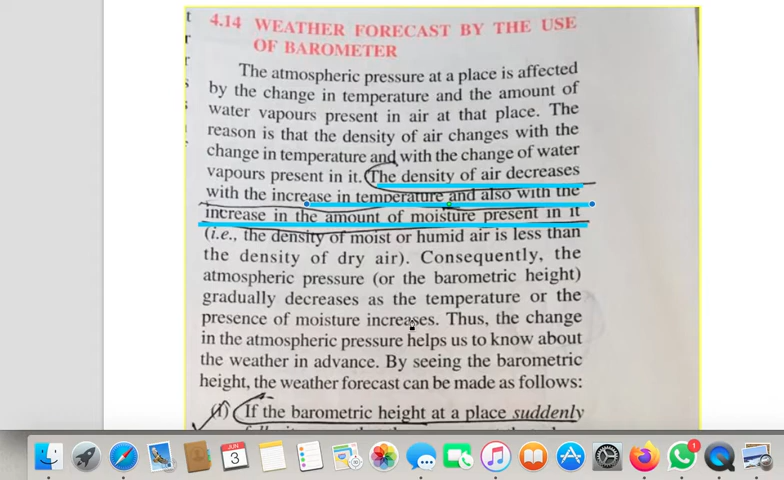 4.14 WEATHER FORECAST BY THE USE
OF BAROMETER
The atmospheric pressure at a place is affected
by the change in temperature and the amount of
water vapours present in air at that place. The
reason is that the density of air changes with the
change in temperature and with the change of water
vapours present in it. The density of air decreases
with the increase in temperature and also with the
increase in the amount of moisture present in it
(i.e., the density of moist or humid air is less than
the density of dry air). Consequently, the
atmospheric pressure (or the barometric height)
gradually decreases as the temperature or the
presence of moisture increases. Thus, the change
in the atmospheric pressure helps us to know about
the weather in advance. By seeing the barometric
height, the weather forecast can be made as follows:
(i) If the barometric height at a place suddenly
JUN
3
1